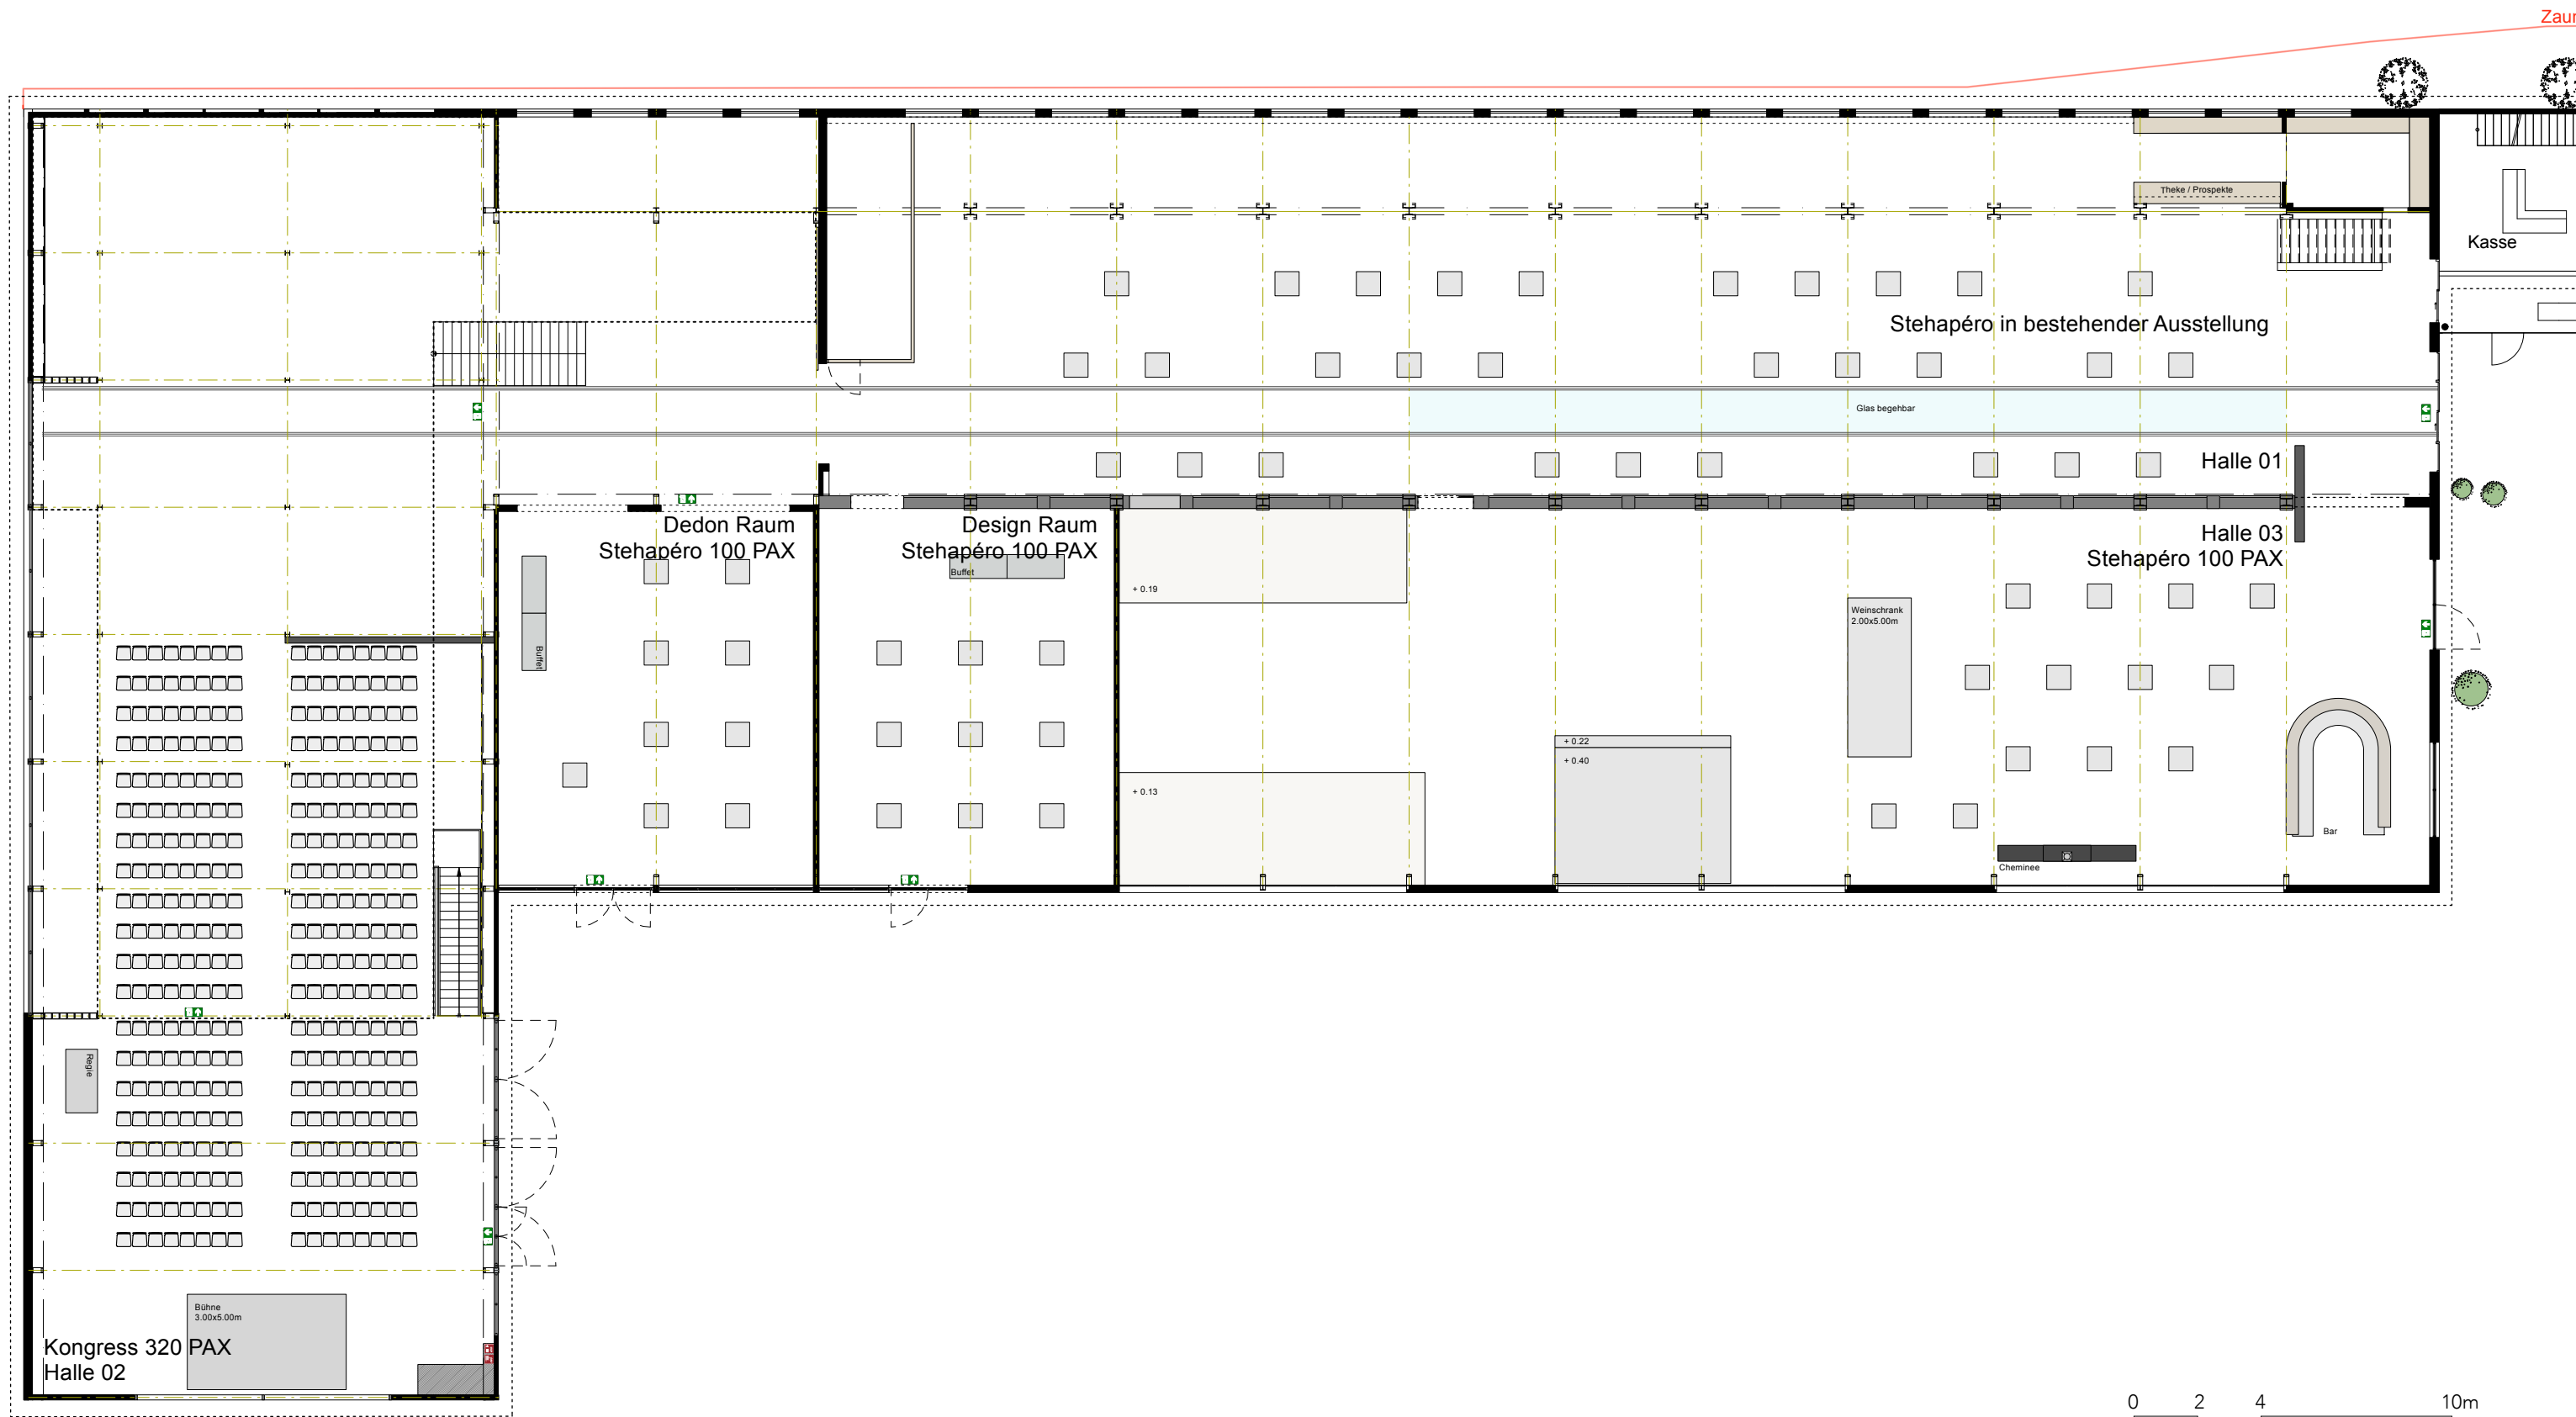 Zaun
Theke / Prospekte
Kasse
Stehapéro in bestehender Ausstellung
Glas begehbar
Halle 01
Dedon Raum
Stehapéro 100 PAX
Design Raum
Stehapéro 100 PAX
Halle 03
Stehapéro 100 PAX
Buffet
Buffet
+ 0.19
Weinschrank
2.00x5.00m
+ 0.22
+ 0.40
+ 0.13
Bar
Cheminee
Regie
Bühne
3.00x5.00m
Kongress 320 PAX
Halle 02
0 2 4 10m